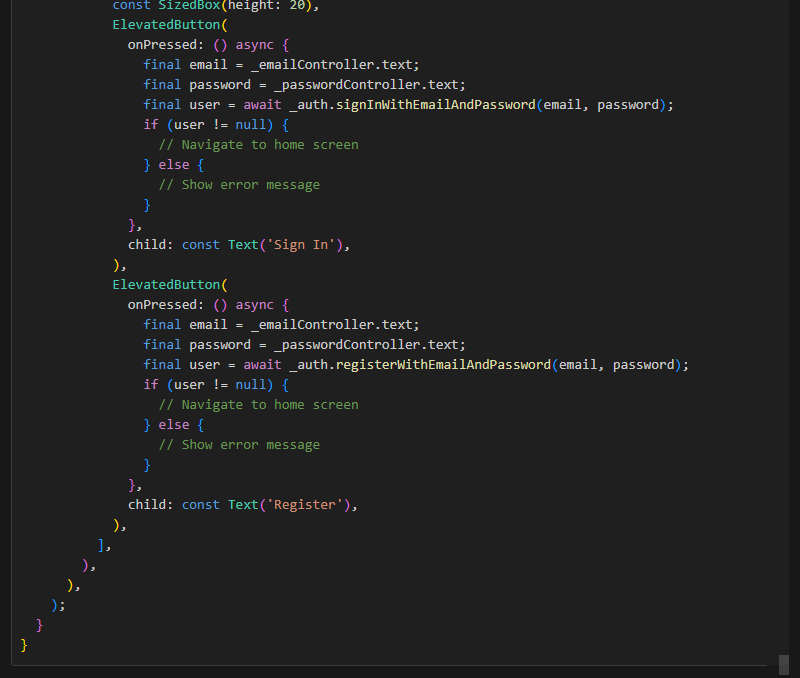 const SizedBox(height: 20),
ElevatedButton(
onPressed: () async {
final email = _emailController.text;
final password = _passwordController.text;
final user = await _auth.signInWithEmailAndPassword(email, password);
if (user != null) {
// Navigate to home screen
} else {
// Show error message
}
},
child: const Text('Sign In'),
),
ElevatedButton(
onPressed: () async {
final email = _emailController.text;
final password = _passwordController.text;
final user = await _auth.registerWithEmailAndPassword(email, password);
if (user != null) {
// Navigate to home screen
} else {
// Show error message
}
},
child: const Text('Register'),
),
],
),
),
);
}
}